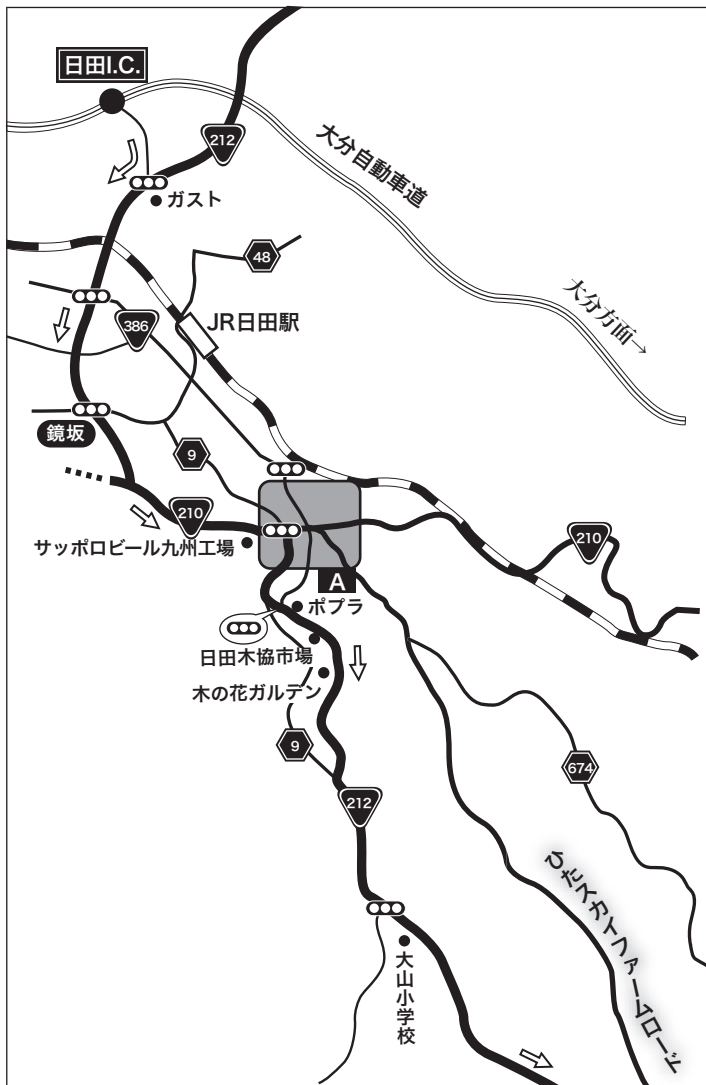 日田I.C.
212
大分自動車道
ガスト
48
大分方面→
386
JR日田駅
鏡坂
9
210
サッポロビール九州工場
210
A
ポプラ
日田木協市場
木の花ガルデン
9
674
212
ひたスカイファームロード
大山小学校